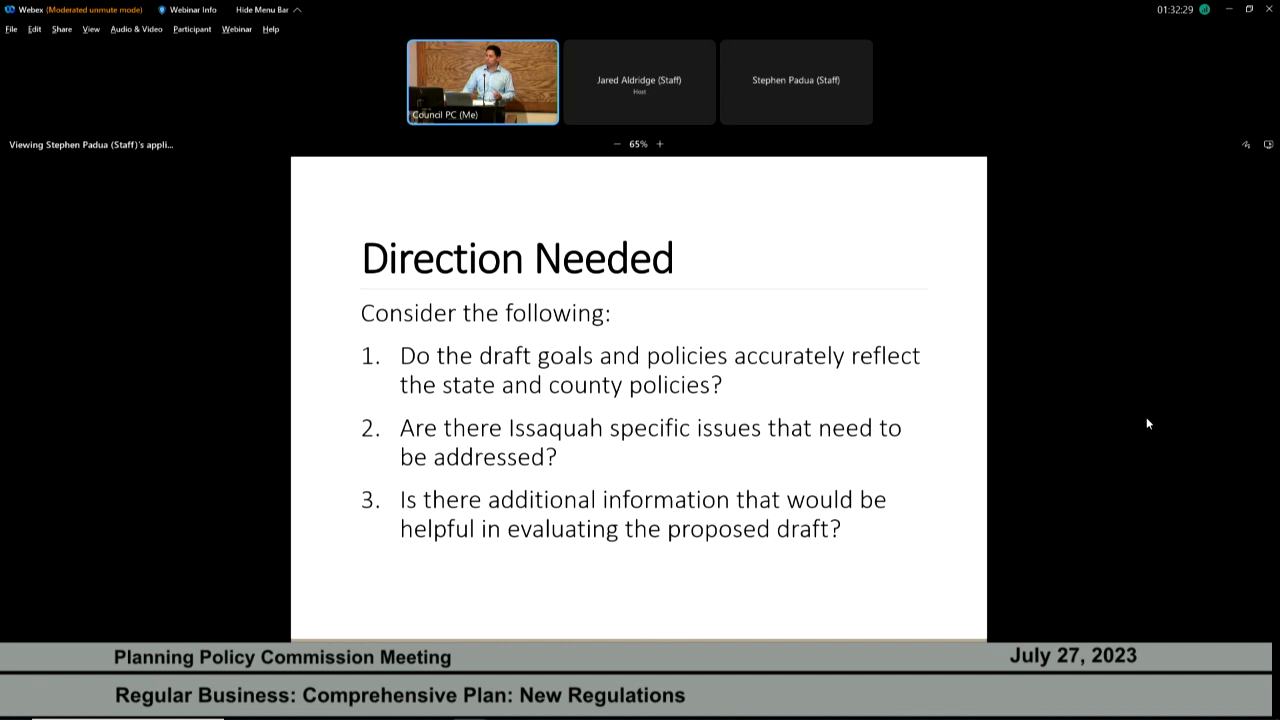 Webex (Moderated unmute mode) Webinar Info Hide Menu Bar
01:32:29
File Edit Share View Audio & Video Participant Webinar Help
Council PC (Me)
Jared Aldridge (Staff)
Host
Stephen Padua (Staff)
Viewing Stephen Padua (Staff)'s appli...
− 65% +
Direction Needed
Consider the following:
1. Do the draft goals and policies accurately reflect
the state and county policies?
2. Are there Issaquah specific issues that need to
be addressed?
3. Is there additional information that would be
helpful in evaluating the proposed draft?
Planning Policy Commission Meeting
July 27, 2023
Regular Business: Comprehensive Plan: New Regulations